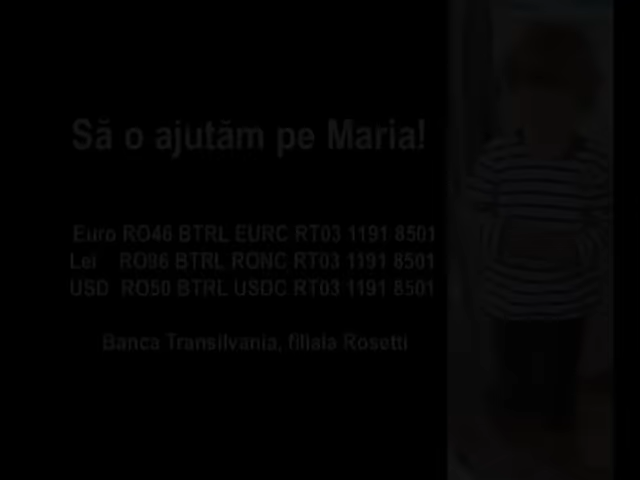 Să o ajutăm pe Maria!
Euro RO46 BTRL EURC RT03 1191 8501
Lei RO96 BTRL RONC RT03 1191 8501
USD RO50 BTRL USDC RT03 1191 8501
Banca Transilvania, filiala Rosetti